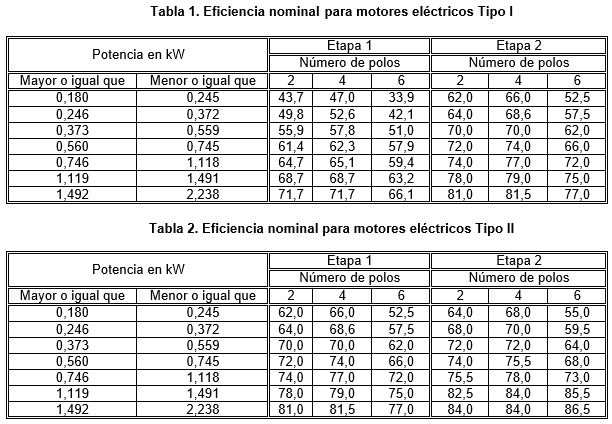 Tabla 1. Eficiencia nominal para motores eléctricos Tipo I
Potencia en kW Etapa 1 Etapa 2
Número de polos Número de polos
Mayor o igual que Menor o igual que 2 4 6 2 4 6
0,180 0,245 43,7 47,0 33,9 62,0 66,0 52,5
0,246 0,372 49,8 52,6 42,1 64,0 68,6 57,5
0,373 0,559 55,9 57,8 51,0 70,0 70,0 62,0
0,560 0,745 61,4 62,3 57,9 72,0 74,0 66,0
0,746 1,118 64,7 65,1 59,4 74,0 77,0 72,0
1,119 1,491 68,7 68,7 63,2 78,0 79,0 75,0
1,492 2,238 71,7 71,7 66,1 81,0 81,5 77,0
Tabla 2. Eficiencia nominal para motores eléctricos Tipo II
Potencia en kW Etapa 1 Etapa 2
Número de polos Número de polos
Mayor o igual que Menor o igual que 2 4 6 2 4 6
0,180 0,245 62,0 66,0 52,5 64,0 68,0 55,0
0,246 0,372 64,0 68,6 57,5 68,0 70,0 59,5
0,373 0,559 70,0 70,0 62,0 72,0 72,0 64,0
0,560 0,745 72,0 74,0 66,0 74,0 75,5 68,0
0,746 1,118 74,0 77,0 72,0 75,5 78,0 73,0
1,119 1,491 78,0 79,0 75,0 82,5 84,0 85,5
1,492 2,238 81,0 81,5 77,0 84,0 84,0 86,5